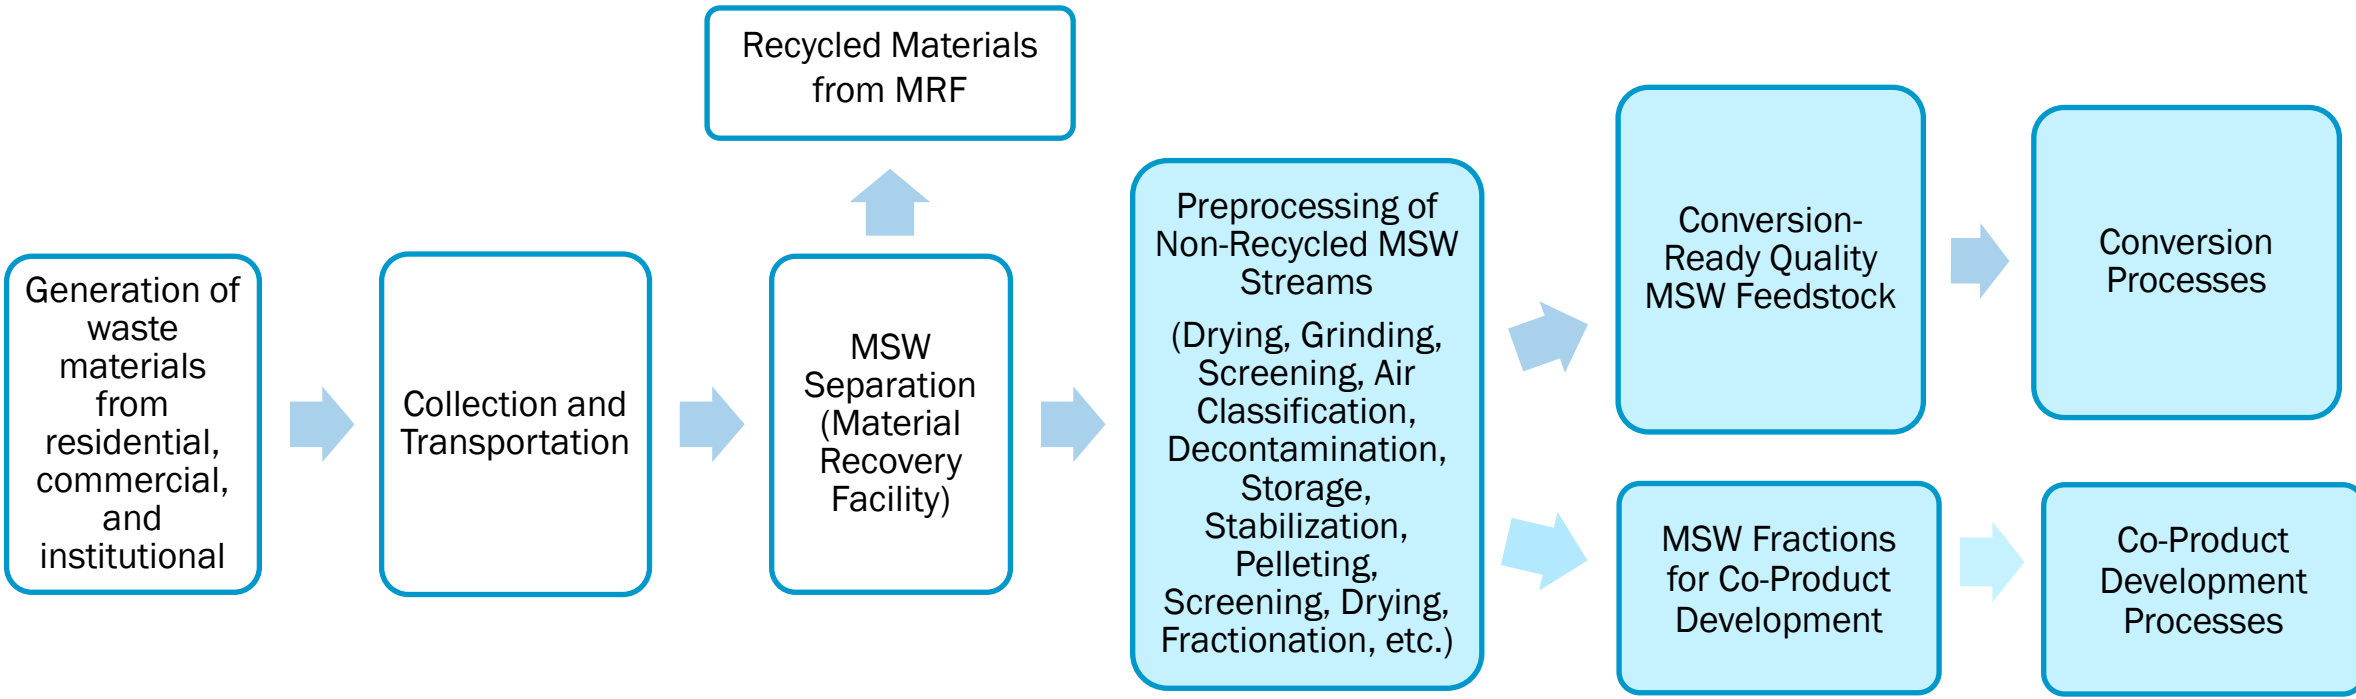 Recycled Materials
from MRF
Generation of
waste
materials
from
residential,
commercial,
and
institutional
Collection and
Transportation
MSW
Separation
(Material
Recovery
Facility)
Preprocessing of
Non-Recycled MSW
Streams
(Drying, Grinding,
Screening, Air
Classification,
Decontamination,
Storage,
Stabilization,
Pelleting,
Screening, Drying,
Fractionation, etc.)
Conversion-
Ready Quality
MSW Feedstock
Conversion
Processes
MSW Fractions
for Co-Product
Development
Co-Product
Development
Processes